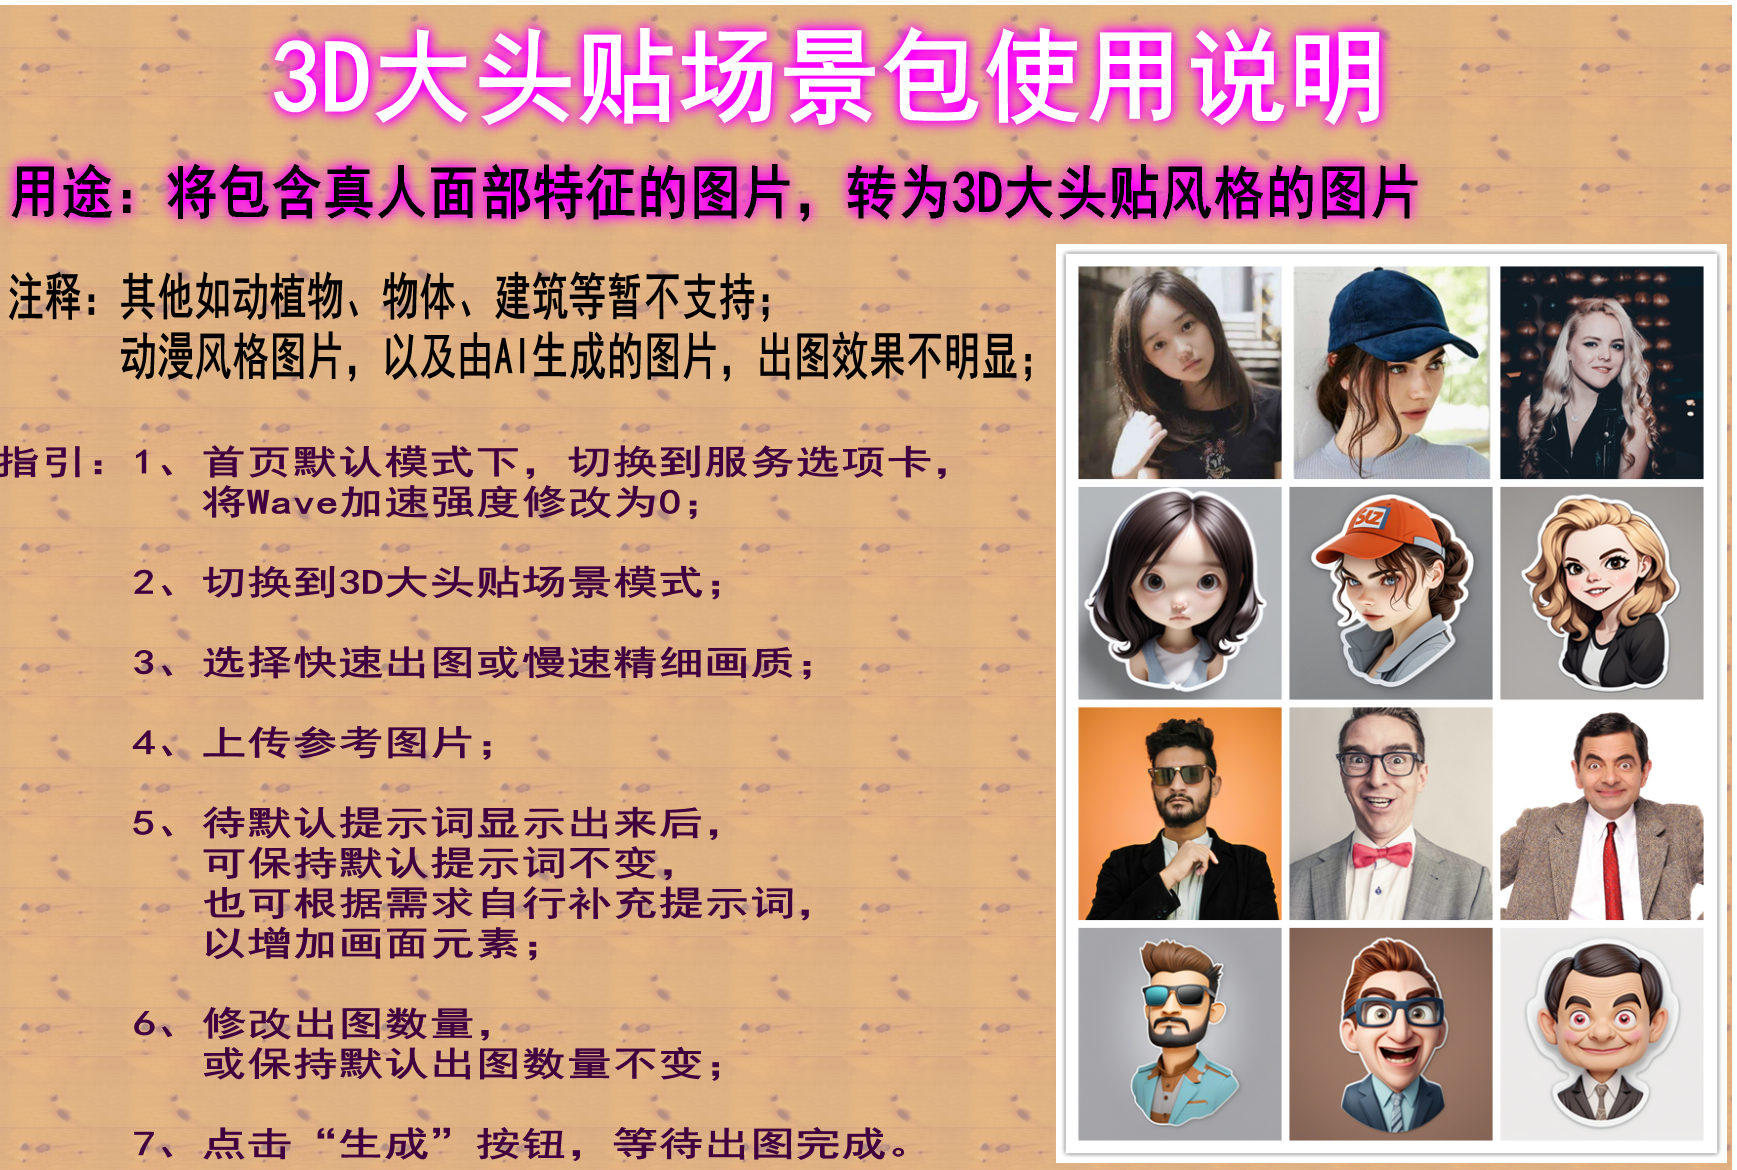 3D大头贴场景包使用说明
用途：将包含真人面部特征的图片，转为3D大头贴风格的图片
注释：其他如动植物、物体、建筑等暂不支持；
动漫风格图片，以及由AI生成的图片，出图效果不明显；
指引：1、首页默认模式下，切换到服务选项卡，
将Wave加速强度修改为0；
2、切换到3D大头贴场景模式；
3、选择快速出图或慢速精细画质；
4、上传参考图片；
5、待默认提示词显示出来后，
可保持默认提示词不变，
也可根据需求自行补充提示词，
以增加画面元素；
6、修改出图数量，
或保持默认出图数量不变；
7、点击“生成”按钮，等待出图完成。